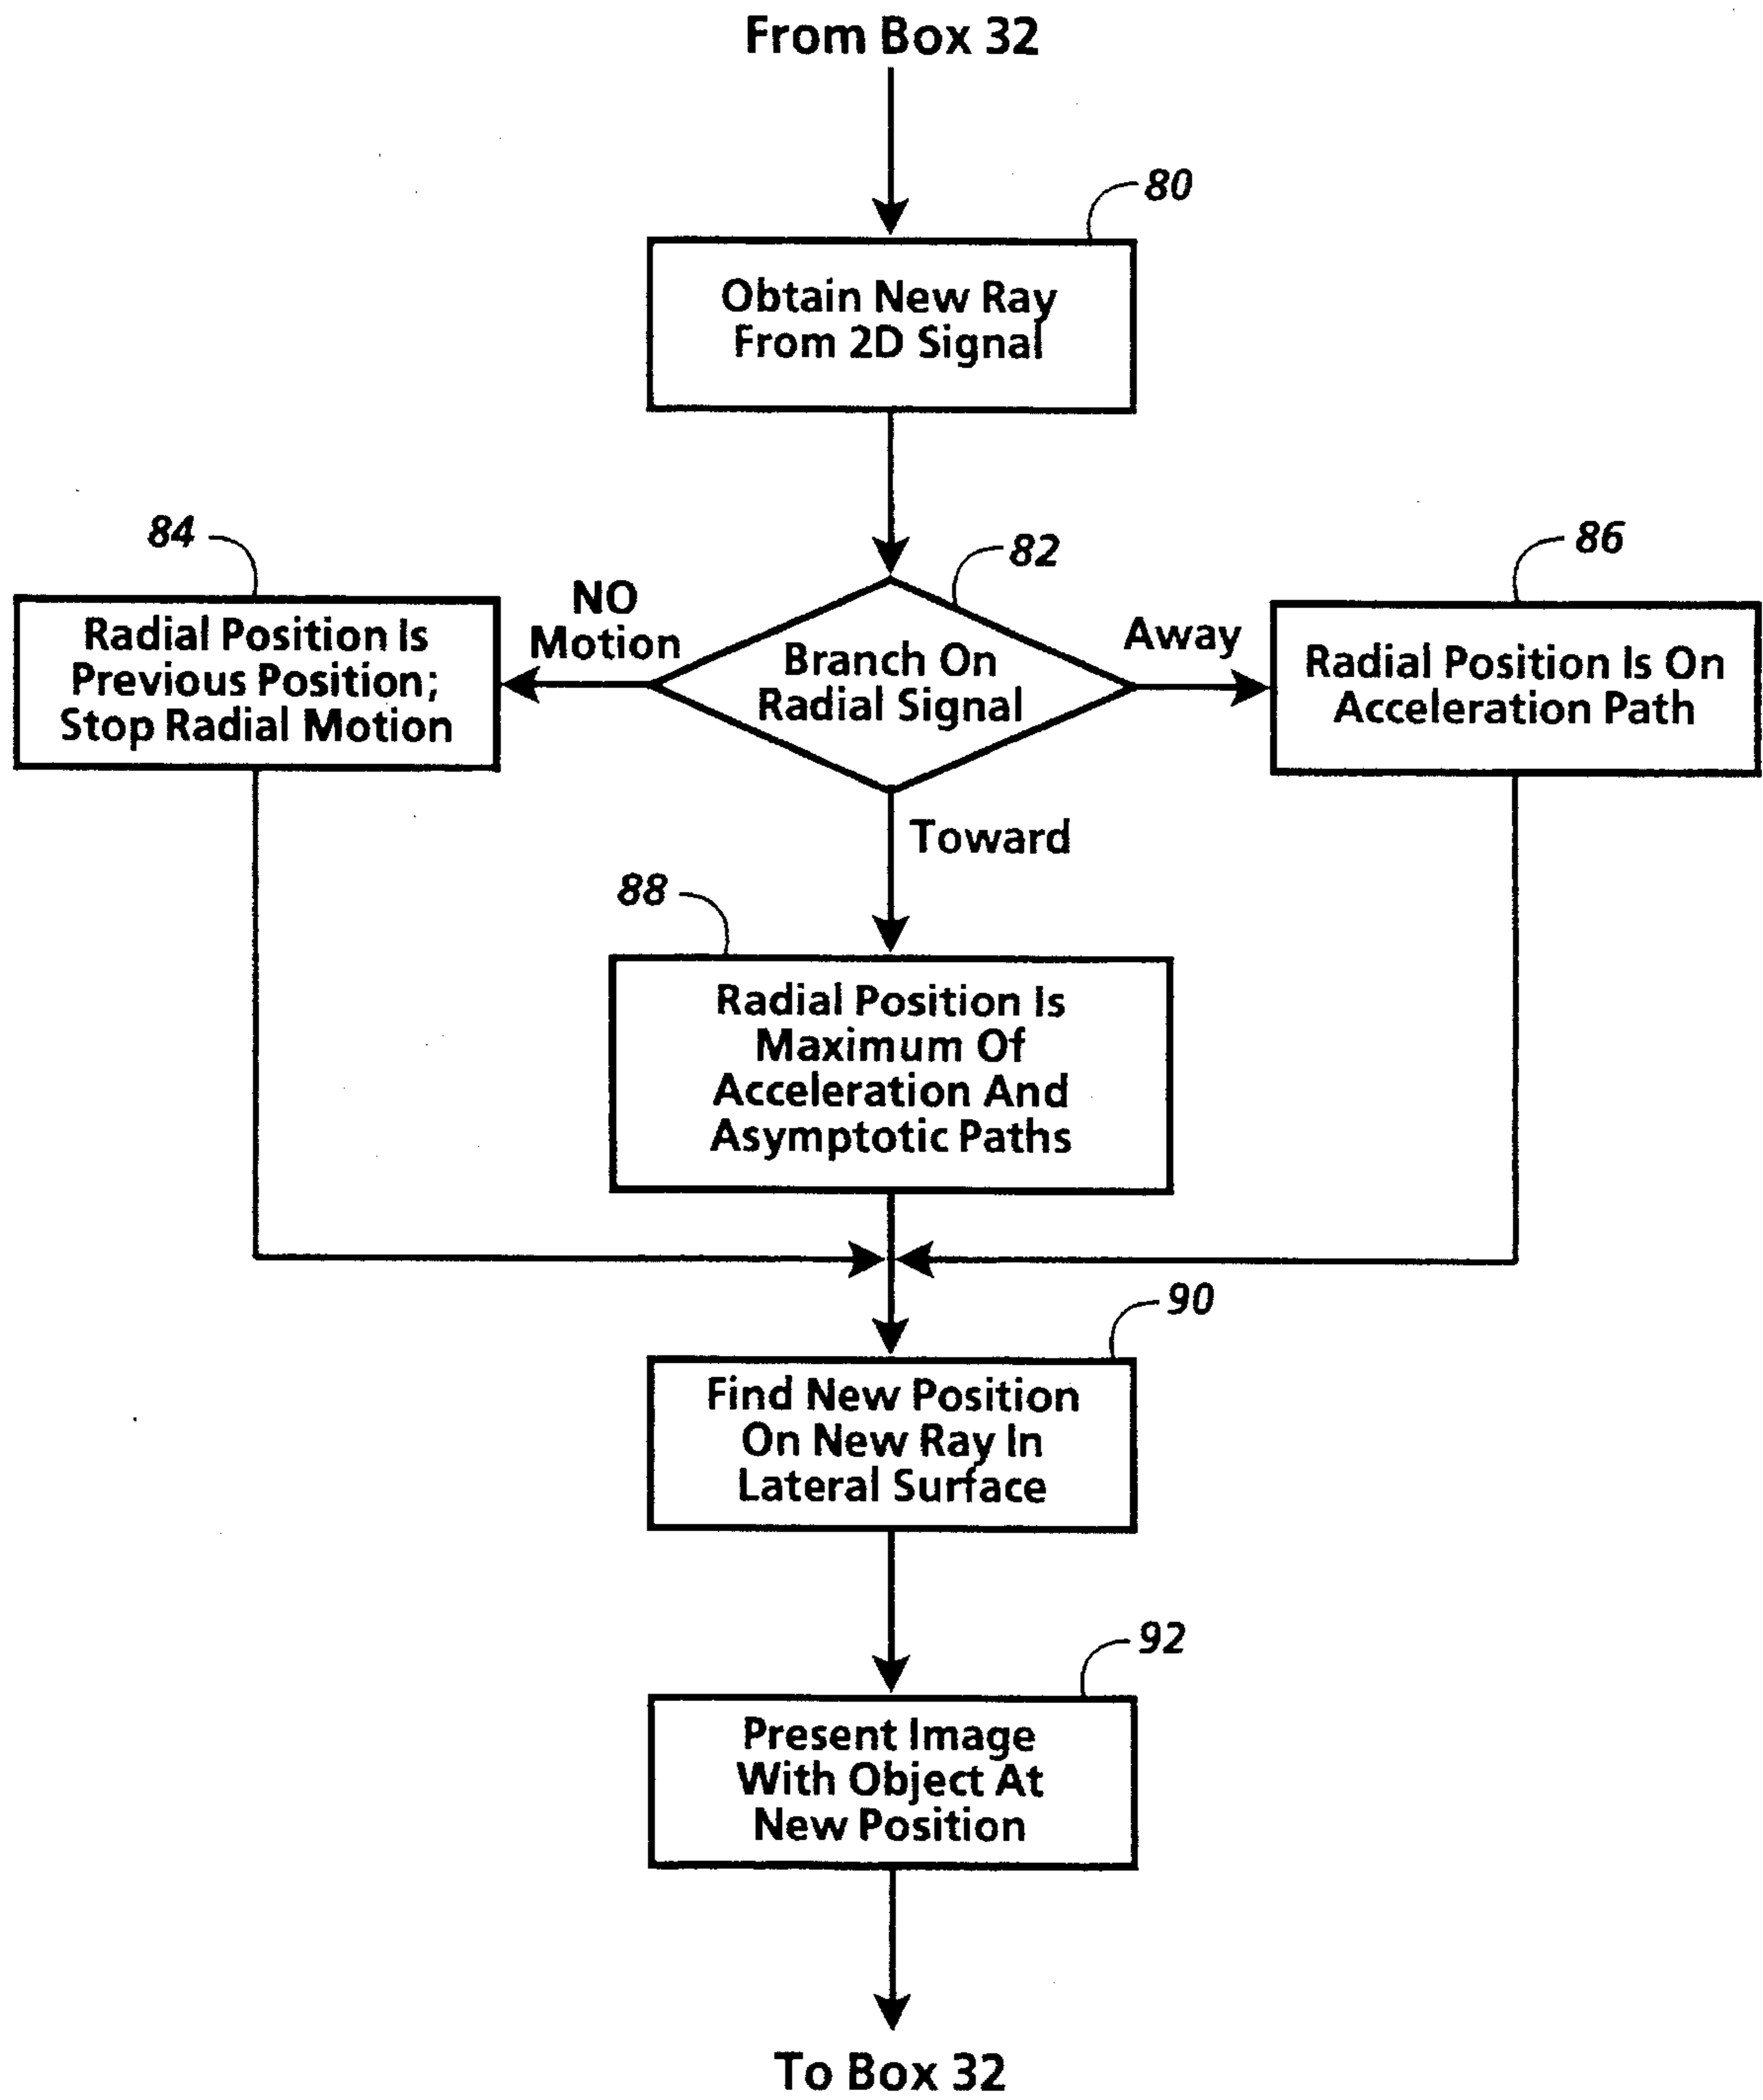 From Box 32
80
Obtain New Ray
From 2D Signal
82
84
86
NO
Motion
Away
Radial Position Is
Previous Position;
Stop Radial Motion
Branch On
Radial Signal
Radial Position Is On
Acceleration Path
Toward
88
Radial Position Is
Maximum Of
Acceleration And
Asymptotic Paths
90
Find New Position
On New Ray In
Lateral Surface
92
Present Image
With Object At
New Position
To Box 32